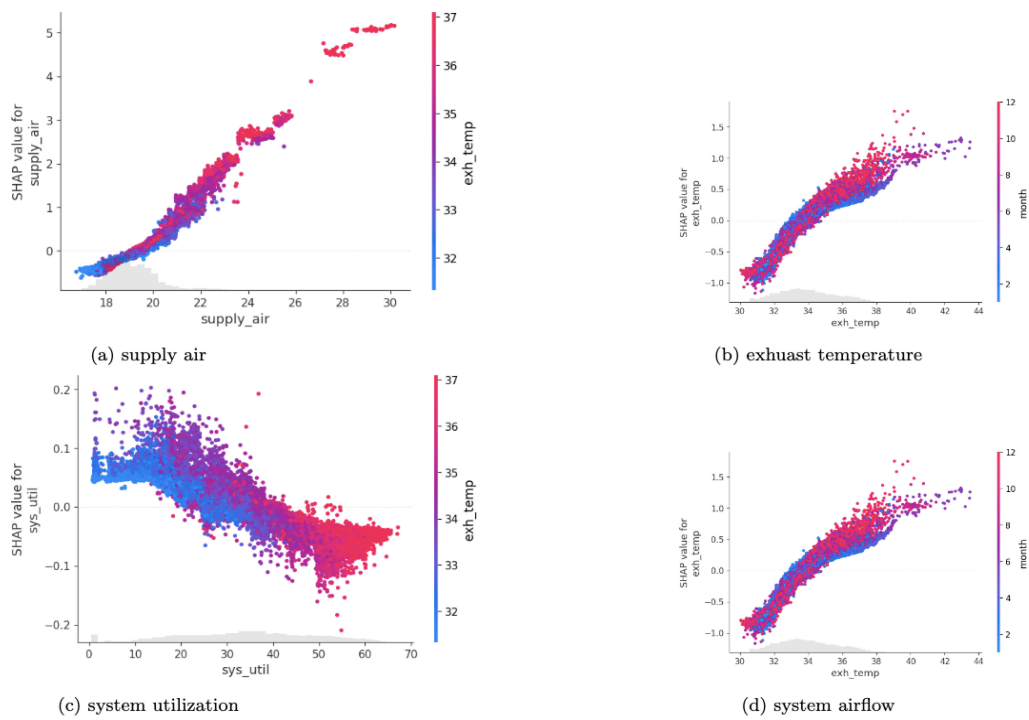 SHAP value for
supply_air
5
4
3
2
1
0
18 20 22 24 26 28 30
supply_air
37
36
35
34
33
32
exh_temp
(a) supply air
SHAP value for
exh_temp
1.5
1.0
0.5
0.0
−0.5
−1.0
30 32 34 36 38 40 42 44
exh_temp
12
10
8
6
4
2
month
(b) exhuast temperature
SHAP value for
sys_util
0.2
0.1
0.0
−0.1
−0.2
0 10 20 30 40 50 60 70
sys_util
37
36
35
34
33
32
exh_temp
(c) system utilization
SHAP value for
exh_temp
1.5
1.0
0.5
0.0
−0.5
−1.0
30 32 34 36 38 40 42 44
exh_temp
12
10
8
6
4
2
month
(d) system airflow